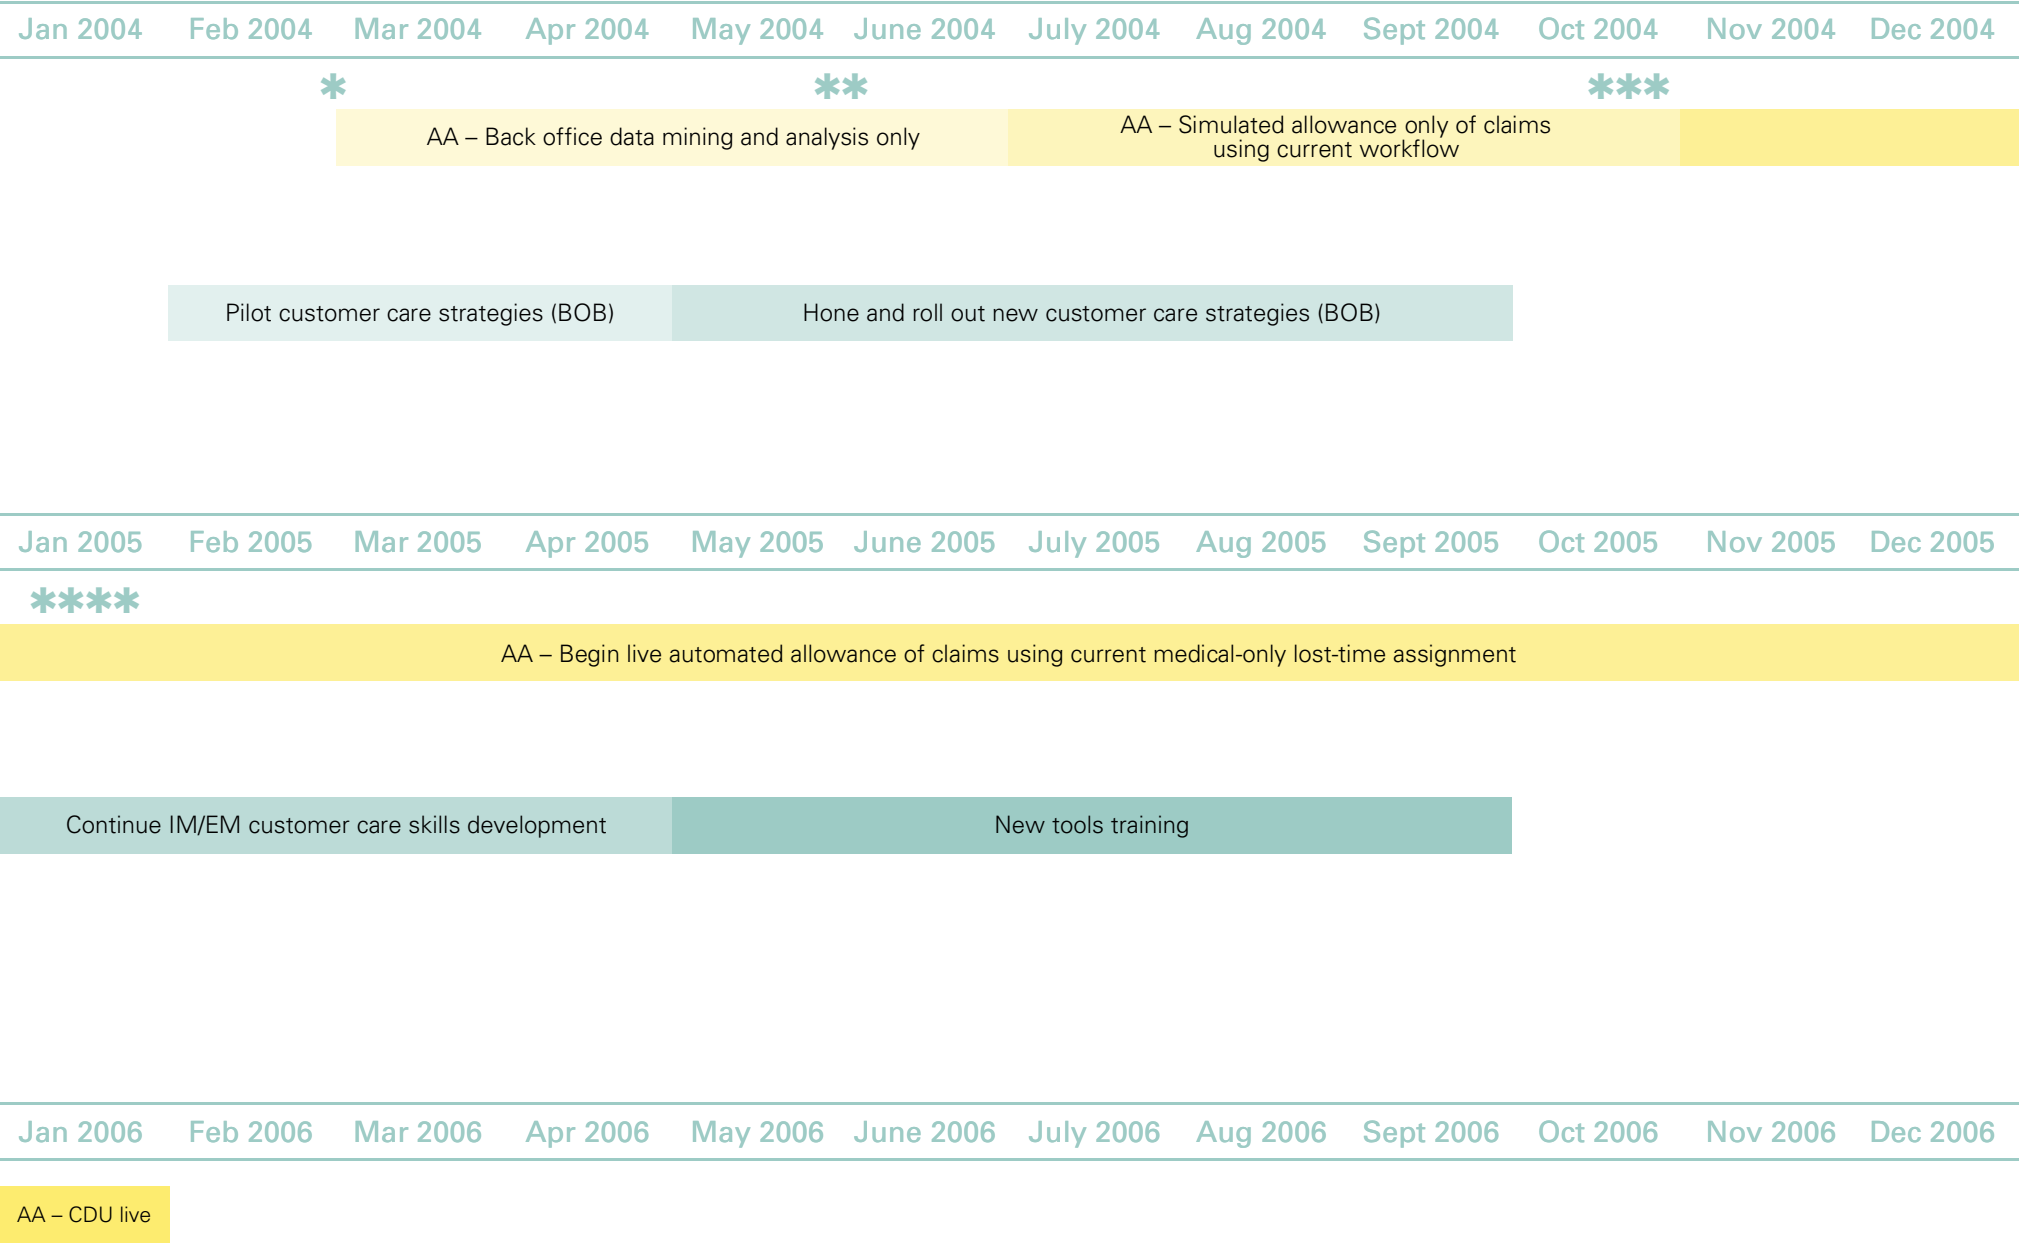 Jan 2004 Feb 2004 Mar 2004 Apr 2004 May 2004 June 2004 July 2004 Aug 2004 Sept 2004 Oct 2004 Nov 2004 Dec 2004
* ** ***
AA – Back office data mining and analysis only
AA – Simulated allowance only of claims
using current workflow
Pilot customer care strategies (BOB)
Hone and roll out new customer care strategies (BOB)
Jan 2005 Feb 2005 Mar 2005 Apr 2005 May 2005 June 2005 July 2005 Aug 2005 Sept 2005 Oct 2005 Nov 2005 Dec 2005
****
AA – Begin live automated allowance of claims using current medical-only lost-time assignment
Continue IM/EM customer care skills development
New tools training
Jan 2006 Feb 2006 Mar 2006 Apr 2006 May 2006 June 2006 July 2006 Aug 2006 Sept 2006 Oct 2006 Nov 2006 Dec 2006
AA – CDU live